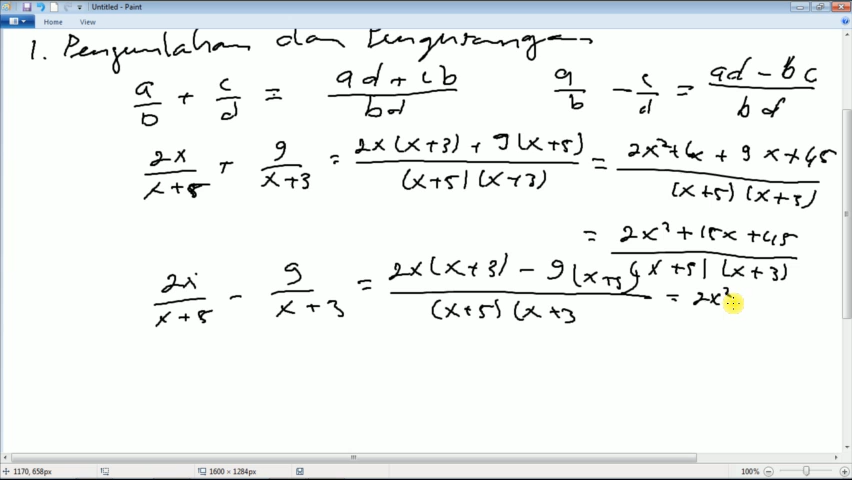 Untitled - Paint
Home View
1. Pengumlahan dan Pengurangan
a/b + c/d = (ad + cb)/bd
a/b - c/d = (ad - bc)/bd
2x/(x+5) + 9/(x+3) = (2x(x+3) + 9(x+5))/((x+5)(x+3)) = (2x²+6x + 9x+45)/((x+5)(x+3))
= (2x²+15x+45)/((x+5)(x+3))
2x/(x+5) - 9/(x+3) = (2x(x+3) - 9(x+5))/((x+5)(x+3 = 2x²
1170, 658px 1600 × 1284px 100%